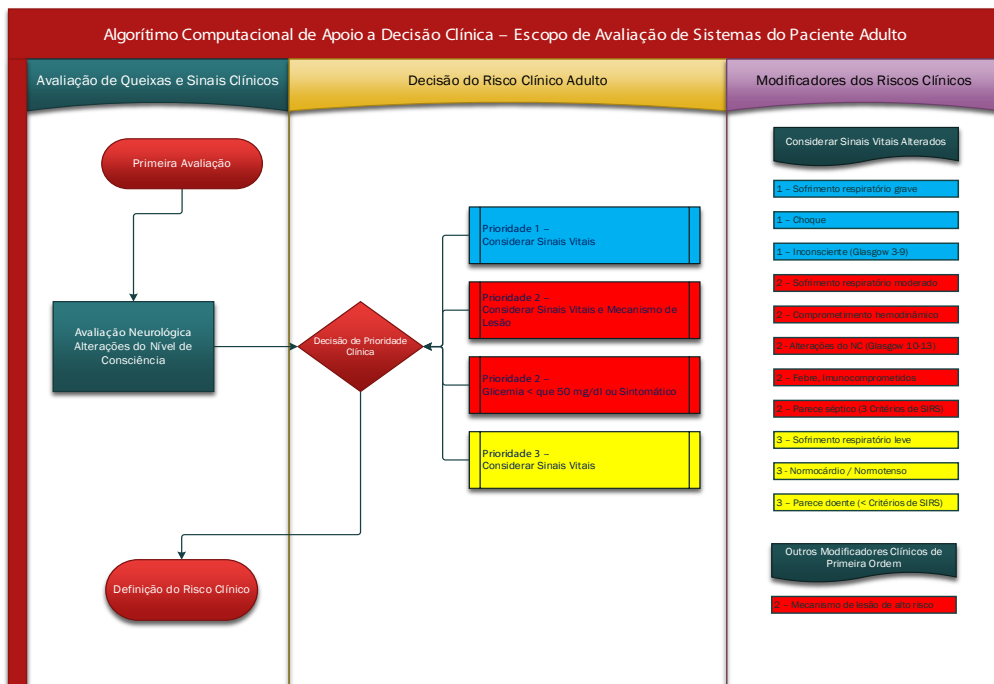 Algorítimo Computacional de Apoio a Decisão Clínica – Escopo de Avaliação de Sistemas do Paciente Adulto
Avaliação de Queixas e Sinais Clínicos
Decisão do Risco Clínico Adulto
Modificadores dos Riscos Clínicos
Primeira Avaliação
Avaliação Neurológica
Alterações do Nível de
Consciência
Decisão de Prioridade
Clínica
Definição do Risco Clínico
Prioridade 1 –
Considerar Sinais Vitais
Prioridade 2 –
Considerar Sinais Vitais e Mecanismo de
Lesão
Prioridade 2 -
Glicemia < que 50 mg/dl ou Sintomático
Prioridade 3 –
Considerar Sinais Vitais
Considerar Sinais Vitais Alterados
1 – Sofrimento respiratório grave
1 – Choque
1 – Inconsciente (Glasgow 3-9)
2 – Sofrimento respiratório moderado
2 – Comprometimento hemodinâmico
2 - Alterações do NC (Glasgow 10-13)
2 – Febre, Imunocomprometidos
2 – Parece séptico (3 Critérios de SIRS)
3 – Sofrimento respiratório leve
3 - Normocárdio / Normotenso
3 – Parece doente (< Critérios de SIRS)
Outros Modificadores Clínicos de
Primeira Ordem
2 – Mecanismo de lesão de alto risco